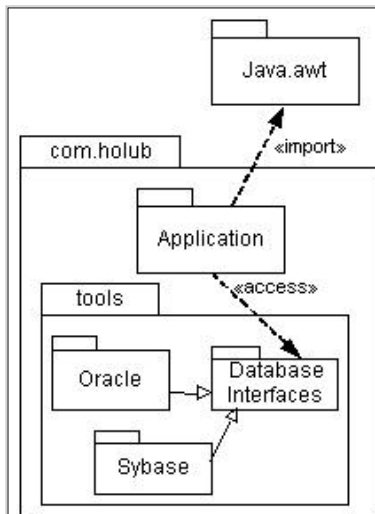 Java.awt
«import»
com.holub
Application
«access»
tools
Oracle
Database
Interfaces
Sybase